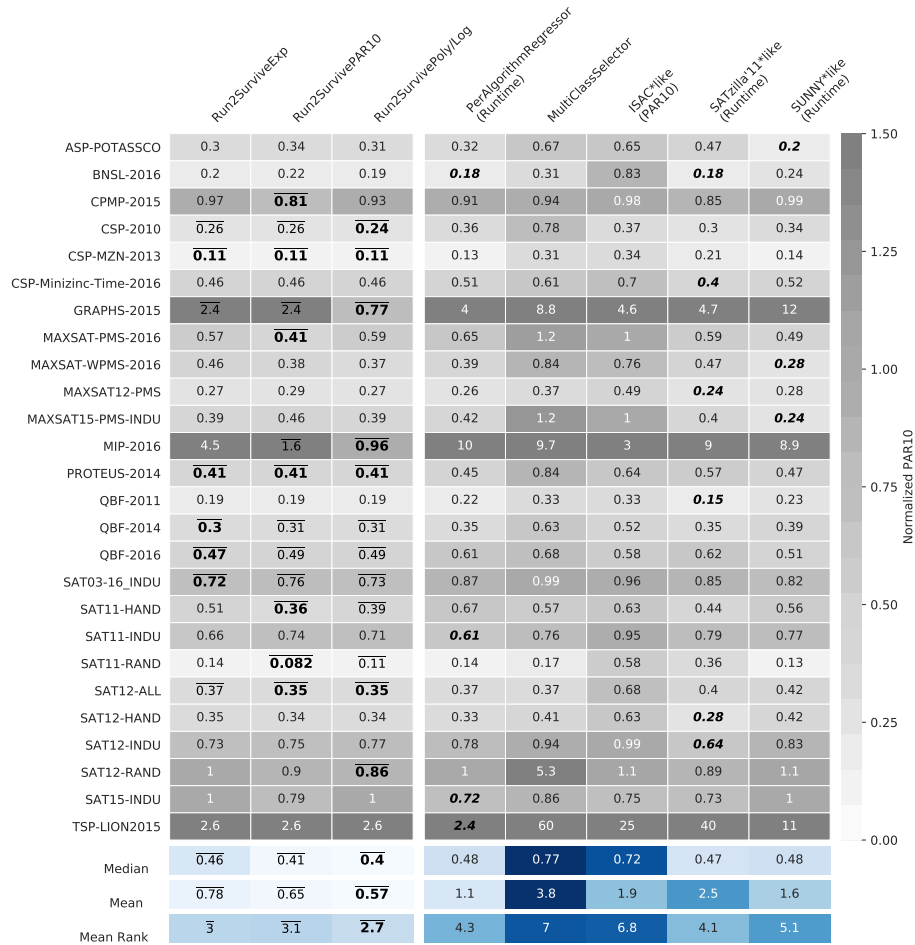 Run2SurviveExp Run2SurvivePAR10 Run2SurvivePoly/Log PerAlgorithmRegressor (Runtime) MultiClassSelector ISAC*like (PAR10) SATzilla'11*like (Runtime) SUNNY*like (Runtime)
ASP-POTASSCO 0.3 0.34 0.31 0.32 0.67 0.65 0.47 0.2
BNSL-2016 0.2 0.22 0.19 0.18 0.31 0.83 0.18 0.24
CPMP-2015 0.97 0.81 0.93 0.91 0.94 0.98 0.85 0.99
CSP-2010 0.26 0.26 0.24 0.36 0.78 0.37 0.3 0.34
CSP-MZN-2013 0.11 0.11 0.11 0.13 0.31 0.34 0.21 0.14
CSP-Minizinc-Time-2016 0.46 0.46 0.46 0.51 0.61 0.7 0.4 0.52
GRAPHS-2015 2.4 2.4 0.77 4 8.8 4.6 4.7 12
MAXSAT-PMS-2016 0.57 0.41 0.59 0.65 1.2 1 0.59 0.49
MAXSAT-WPMS-2016 0.46 0.38 0.37 0.39 0.84 0.76 0.47 0.28
MAXSAT12-PMS 0.27 0.29 0.27 0.26 0.37 0.49 0.24 0.28
MAXSAT15-PMS-INDU 0.39 0.46 0.39 0.42 1.2 1 0.4 0.24
MIP-2016 4.5 1.6 0.96 10 9.7 3 9 8.9
PROTEUS-2014 0.41 0.41 0.41 0.45 0.84 0.64 0.57 0.47
QBF-2011 0.19 0.19 0.19 0.22 0.33 0.33 0.15 0.23
QBF-2014 0.3 0.31 0.31 0.35 0.63 0.52 0.35 0.39
QBF-2016 0.47 0.49 0.49 0.61 0.68 0.58 0.62 0.51
SAT03-16_INDU 0.72 0.76 0.73 0.87 0.99 0.96 0.85 0.82
SAT11-HAND 0.51 0.36 0.39 0.67 0.57 0.63 0.44 0.56
SAT11-INDU 0.66 0.74 0.71 0.61 0.76 0.95 0.79 0.77
SAT11-RAND 0.14 0.082 0.11 0.14 0.17 0.58 0.36 0.13
SAT12-ALL 0.37 0.35 0.35 0.37 0.37 0.68 0.4 0.42
SAT12-HAND 0.35 0.34 0.34 0.33 0.41 0.63 0.28 0.42
SAT12-INDU 0.73 0.75 0.77 0.78 0.94 0.99 0.64 0.83
SAT12-RAND 1 0.9 0.86 1 5.3 1.1 0.89 1.1
SAT15-INDU 1 0.79 1 0.72 0.86 0.75 0.73 1
TSP-LION2015 2.6 2.6 2.6 2.4 60 25 40 11
Median 0.46 0.41 0.4 0.48 0.77 0.72 0.47 0.48
Mean 0.78 0.65 0.57 1.1 3.8 1.9 2.5 1.6
Mean Rank 3 3.1 2.7 4.3 7 6.8 4.1 5.1
1.50
1.25
1.00
0.75
0.50
0.25
0.00
Normalized PAR10